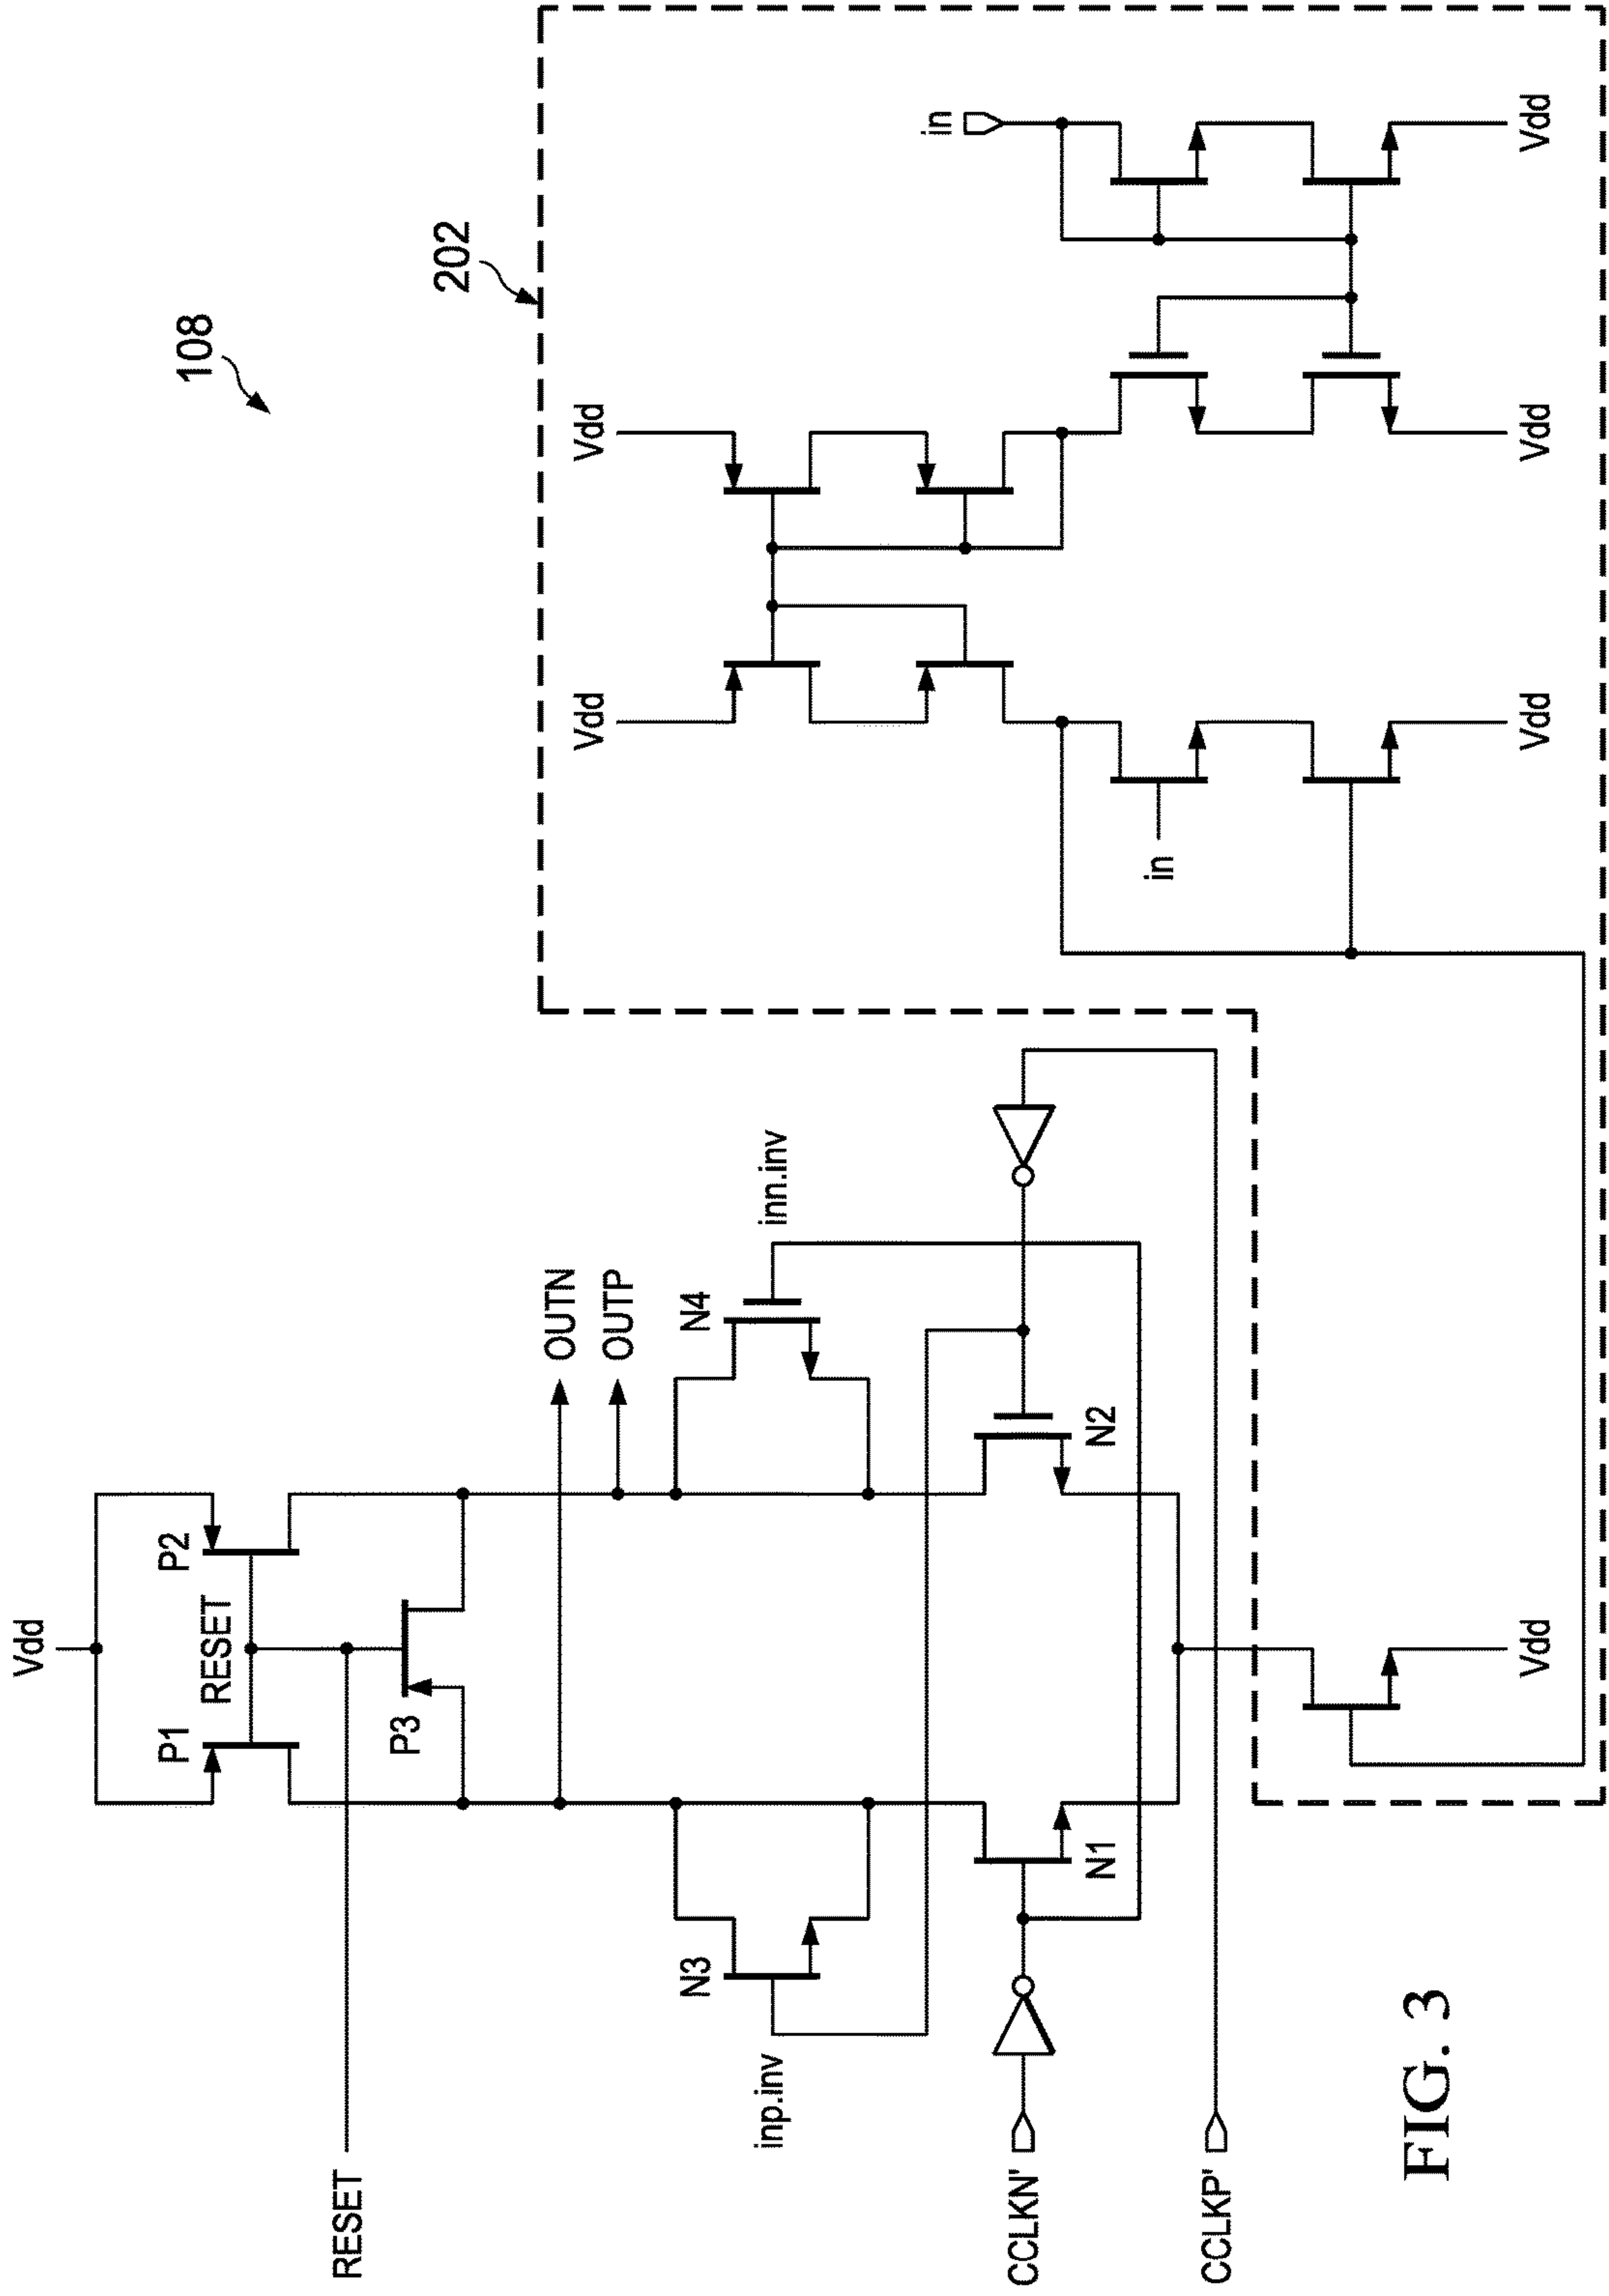 108
202
Vdd
P1
P2
RESET
RESET
P3
OUTN
OUTP
N3
N4
inp.inv
inn.inv
N1
N2
CCLKN'
CCLKP'
Vdd
Vdd
Vdd
in
in
Vdd
Vdd
Vdd
FIG. 3